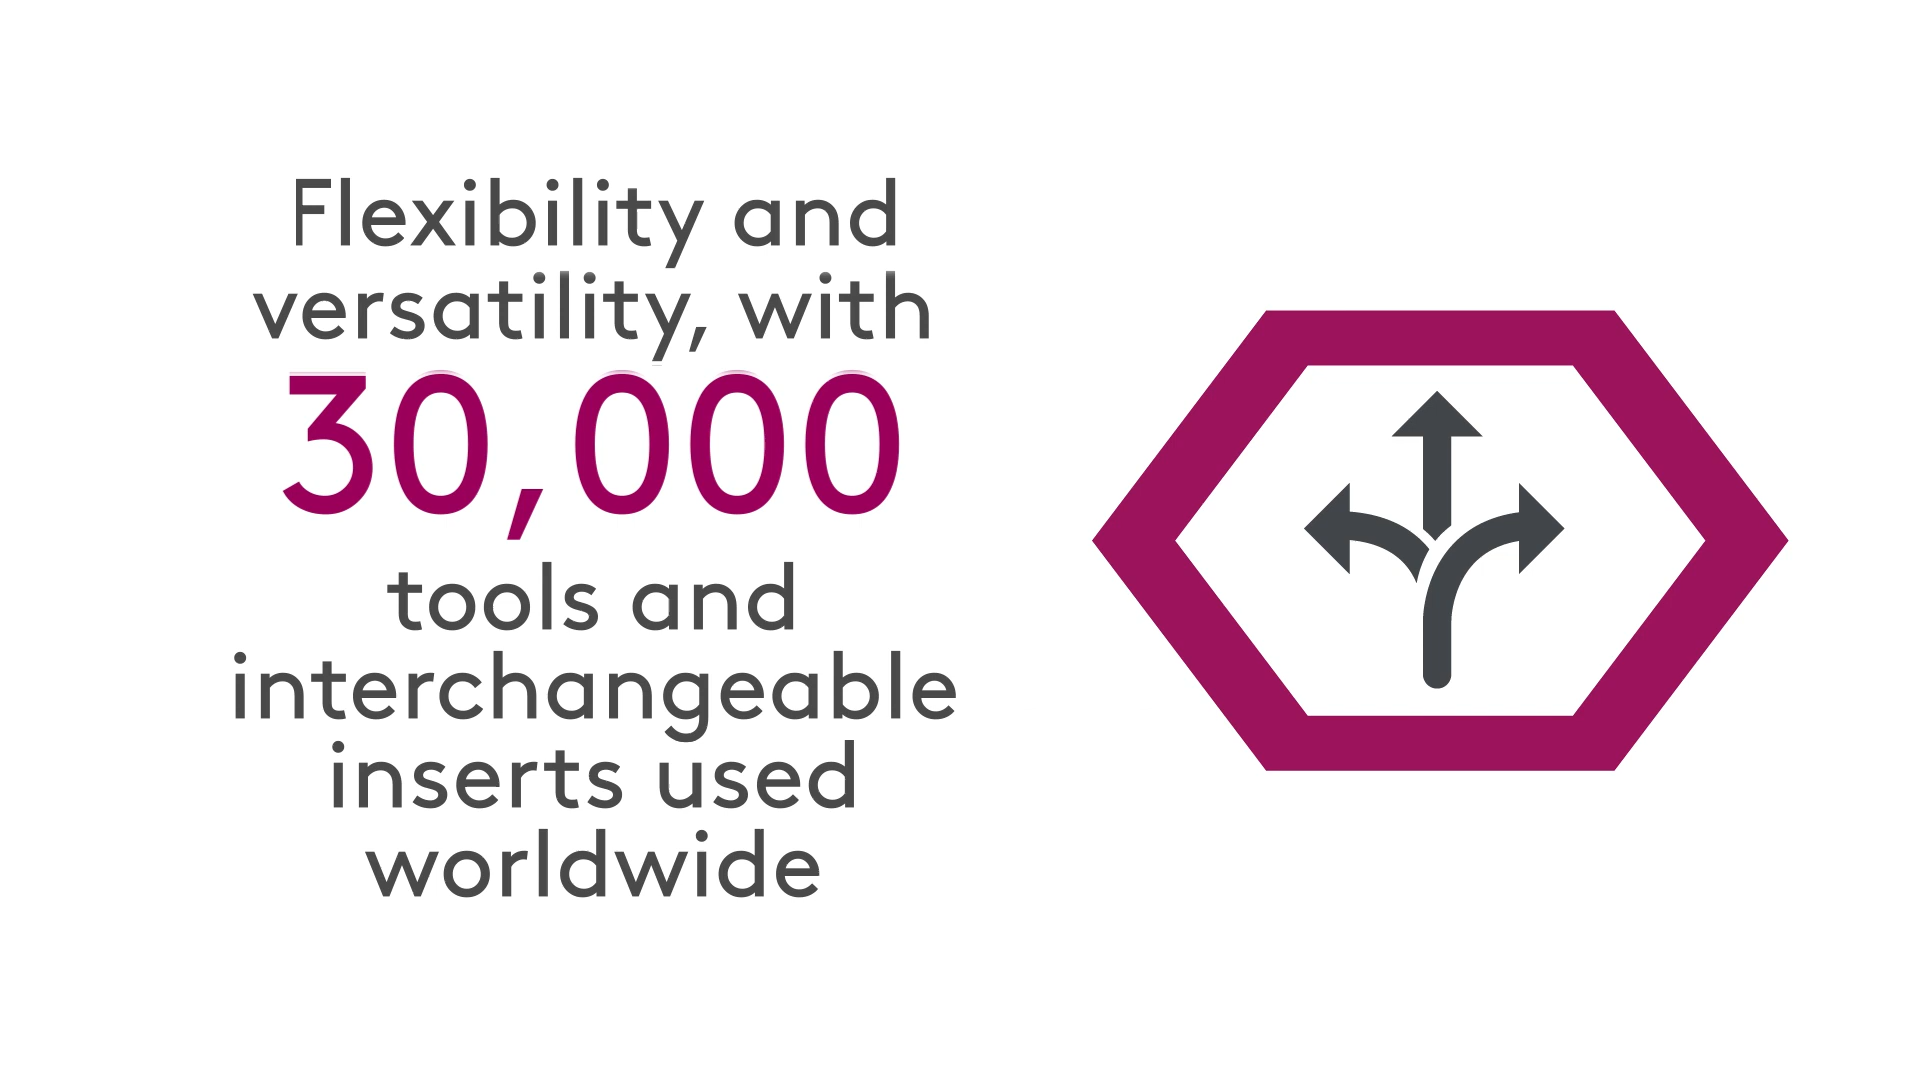 Flexibility and
versatility, with
30,000
tools and
interchangeable
inserts used
worldwide